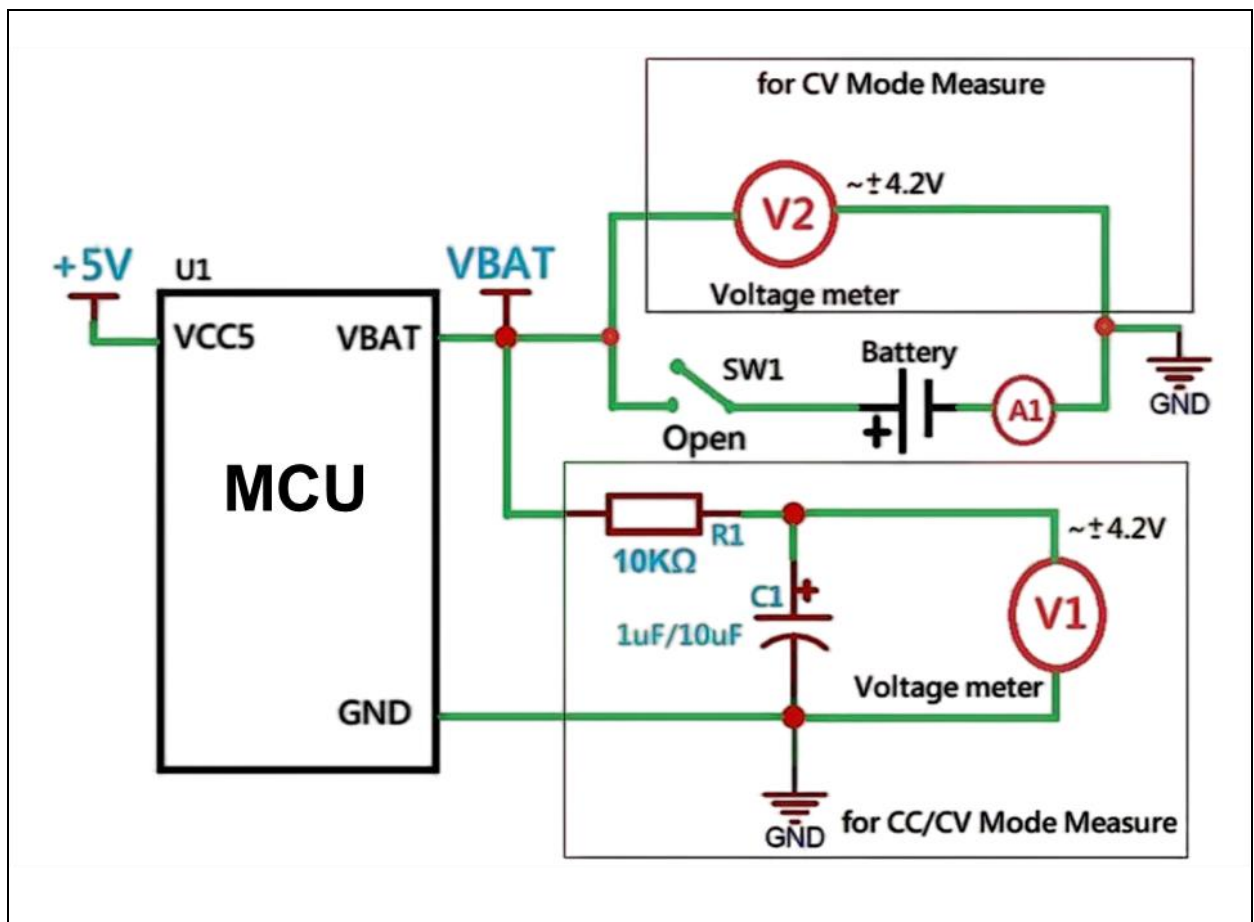 for CV Mode Measure
~±4.2V
V2
+5V
U1
VBAT
Voltage meter
VCC5
VBAT
SW1
Battery
A1
GND
Open
+
MCU
R1
~±4.2V
10KΩ
C1
+
1uF/10uF
V1
Voltage meter
GND
GND
for CC/CV Mode Measure